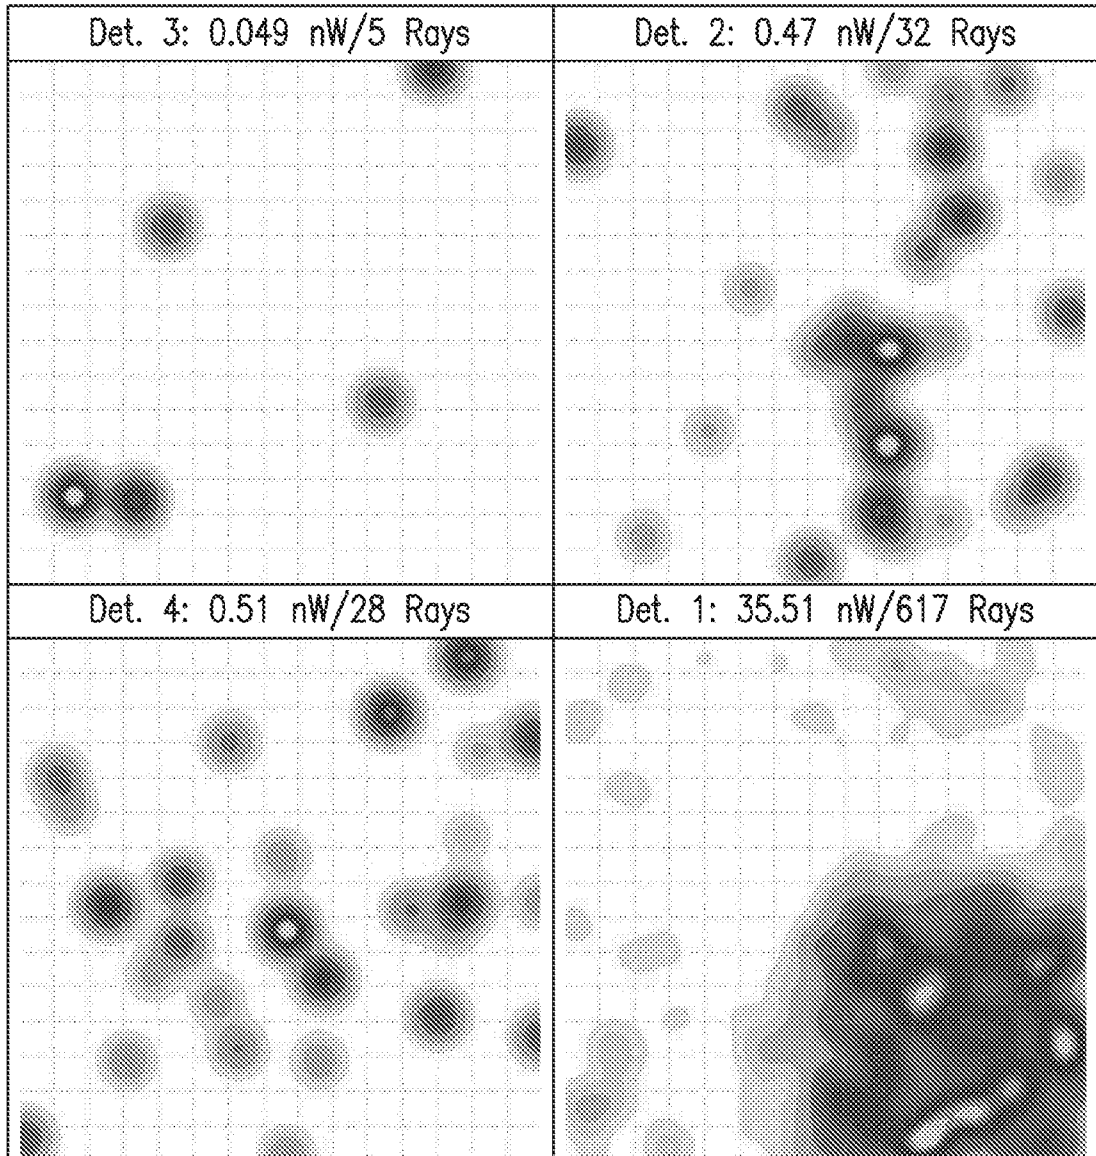 Det. 3: 0.049 nW/5 Rays
Det. 2: 0.47 nW/32 Rays
Det. 4: 0.51 nW/28 Rays
Det. 1: 35.51 nW/617 Rays